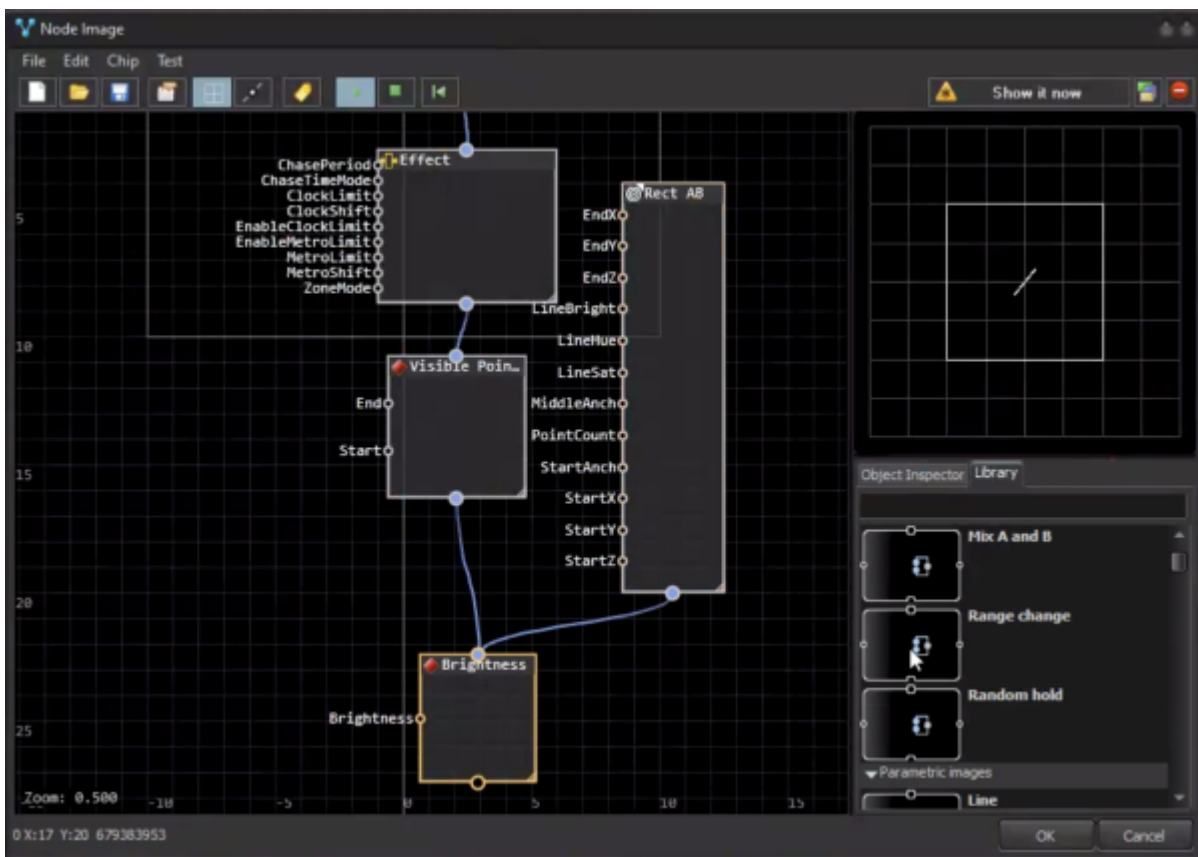 Node Image
File Edit Chip Test
Show it now
Effect
ChasePeriod
ChaseTimeMode
ClockLimit
ClockShift
EnableClockLimit
EnableMetroLimit
MetroLimit
MetroShift
ZoneMode
Rect AB
EndX
EndY
EndZ
LineBright
LineHue
LineSat
MiddleAnch
PointCount
StartAnch
StartX
StartY
StartZ
Visible Poin…
End
Start
Brightness
Brightness
5
10
15
20
25
Zoom: 0.500
-10 -5 0 5 10 15
0 X:17 Y:20 679383953
Object Inspector Library
Mix A and B
Range change
Random hold
Parametric images
Line
OK Cancel